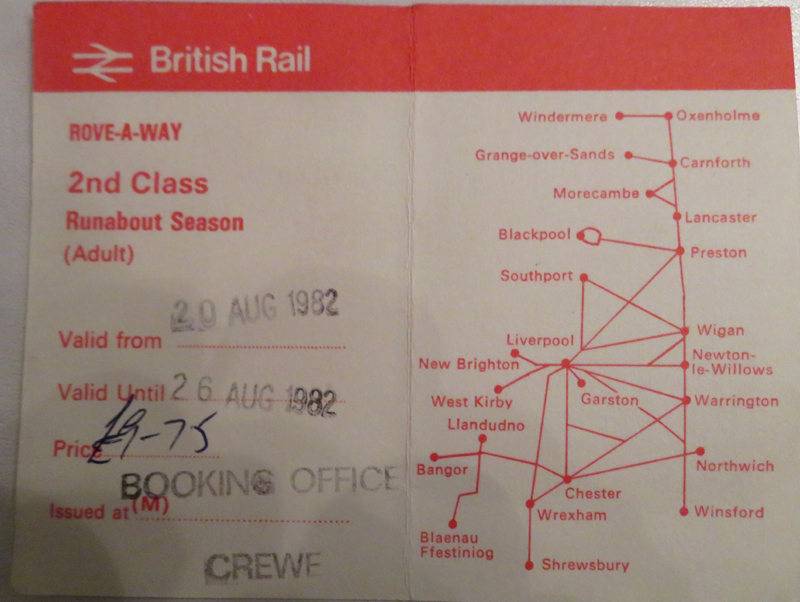 British Rail
ROVE-A-WAY
2nd Class
Runabout Season
(Adult)
Valid from 20 AUG 1982
Valid Until 26 AUG 1982
Price £9-75
Issued at (M) BOOKING OFFICE
CREWE
Windermere
Oxenholme
Grange-over-Sands
Carnforth
Morecambe
Lancaster
Blackpool
Preston
Southport
Wigan
Liverpool
New Brighton
Newton-
le-Willows
West Kirby
Garston
Warrington
Llandudno
Bangor
Northwich
Chester
Wrexham
Winsford
Blaenau
Ffestiniog
Shrewsbury